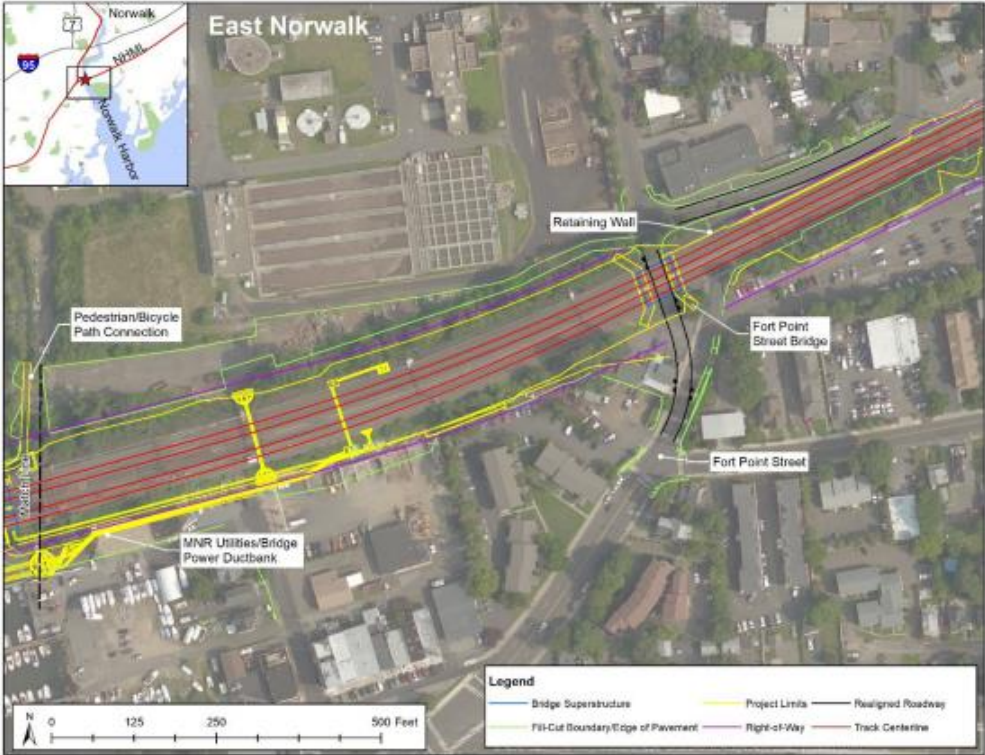 East Norwalk
Norwalk
7
95
NHML
Norwalk Harbor
Retaining Wall
Pedestrian/Bicycle
Path Connection
Fort Point
Street Bridge
Match Line
Fort Point Street
MNR Utilities/Bridge
Power Ductbank
Legend
Bridge Superstructure
Project Limits
Realigned Roadway
Fill-Cut Boundary/Edge of Pavement
Right-of-Way
Track Centerline
N
0 125 250 500 Feet